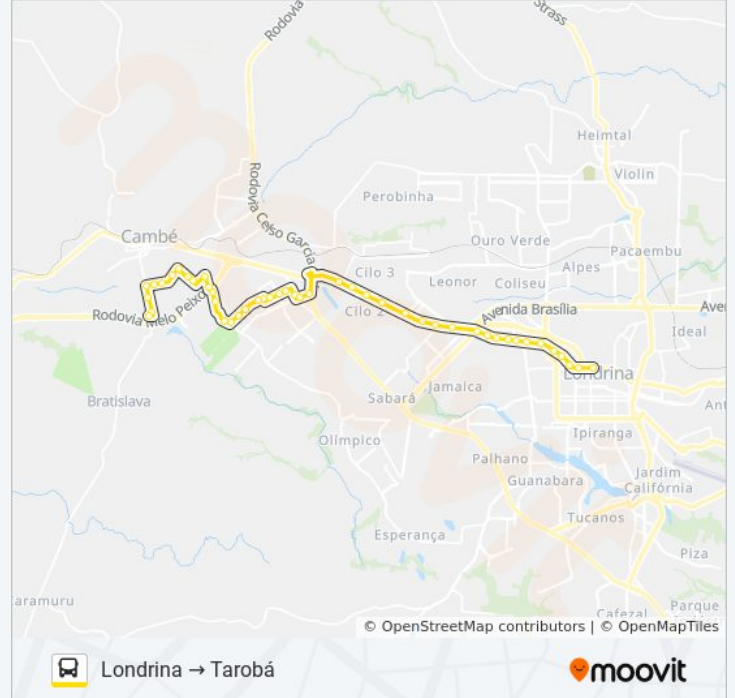 Rodovia
Strass
Heimtal
Violin
Perobinha
Rodovia Celso Garcia
Cambé
Ouro Verde
Pacaembu
Alpes
Cilo 3
Leonor
Coliseu
Rodovia Melo Peixo
Cilo 2
Avenida Brasília
Ave
Ideal
Londrina
Bratislava
Jamaica
Sabará
Ant
Ipiranga
Olímpico
Palhano
Jardim
Califórnia
Guanabara
Tucanos
Esperança
Piza
aramuru
Cafezal
Parque
© OpenStreetMap contributors | © OpenMapTiles
Londrina → Tarobá
moovit